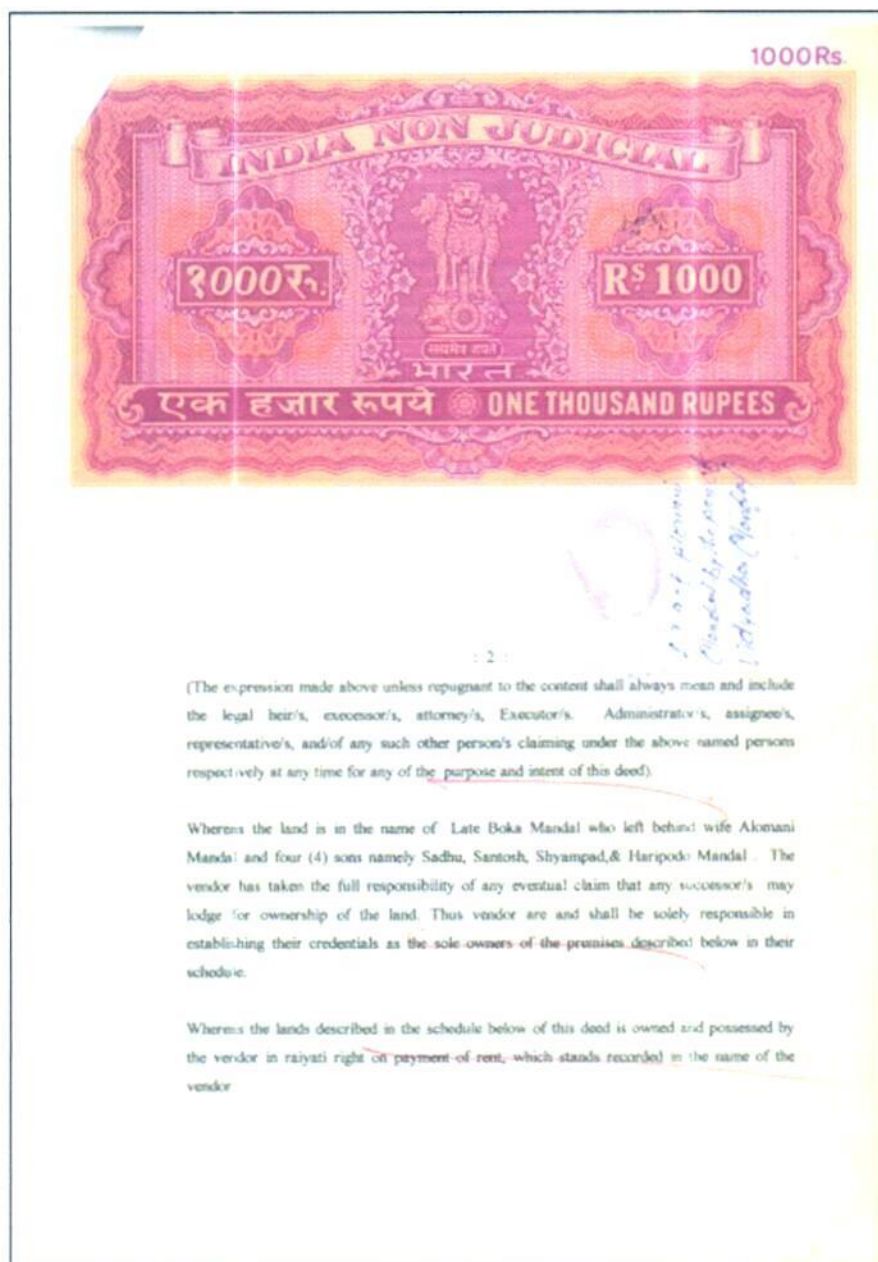 1000Rs.
INDIA NON JUDICIAL
१000रु.
Rs. 1000
सत्यमेव जयते
भारत
एक हज़ार रूपये ONE THOUSAND RUPEES
by the pen of
: 2 :
(The expression made above unless repugnant to the content shall always mean and include
the legal heir/s, execessor/s, attorney/s, Executor/s. Administrator/s, assignee/s,
representative/s, and/of any such other person/s claiming under the above named persons
respectively at any time for any of the purpose and intent of this deed).
Whereas the land is in the name of Late Boka Mandal who left behind wife Alomani
Mandal and four (4) sons namely Sadhu, Santosh, Shyampad,& Haripodo Mandal . The
vendor has taken the full responsibility of any eventual claim that any successor/s may
lodge for ownership of the land. Thus vendor are and shall be solely responsible in
establishing their credentials as the sole owners of the premises described below in their
schedule.
Whereas the lands described in the schedule below of this deed is owned and possessed by
the vendor in raiyati right on payment of rent, which stands recorded in the name of the
vendor